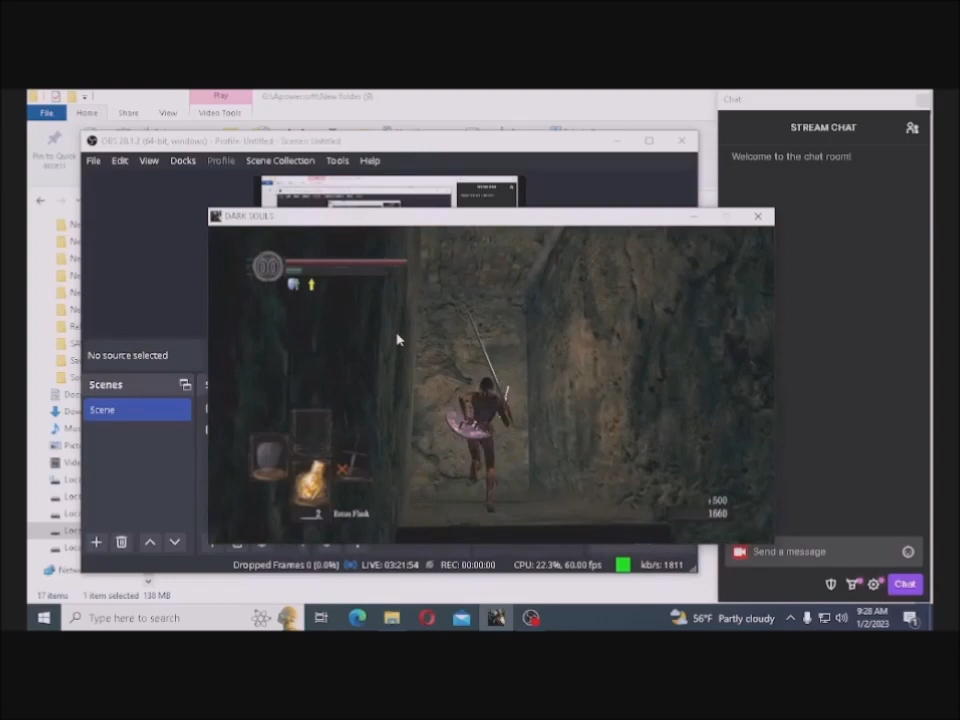 Play
File
Home
Share
View
Video Tools
Chat
OBS 28.1.2 (64-bit, windows) - Profile: Untitled - Scenes: Untitled
STREAM CHAT
File Edit View Docks Profile Scene Collection Tools Help
Welcome to the chat room!
DARK SOULS
No source selected
Scenes
Scene
2
Estus Flask
+500
1660
Send a message
Dropped Frames 0 (0.0%)
LIVE: 03:21:54
REC: 00:00:00
CPU: 22.3%, 60.00 fps
kb/s: 1811
Chat
17 items
1 item selected 138 MB
Type here to search
56°F Partly cloudy
9:28 AM
1/2/2023